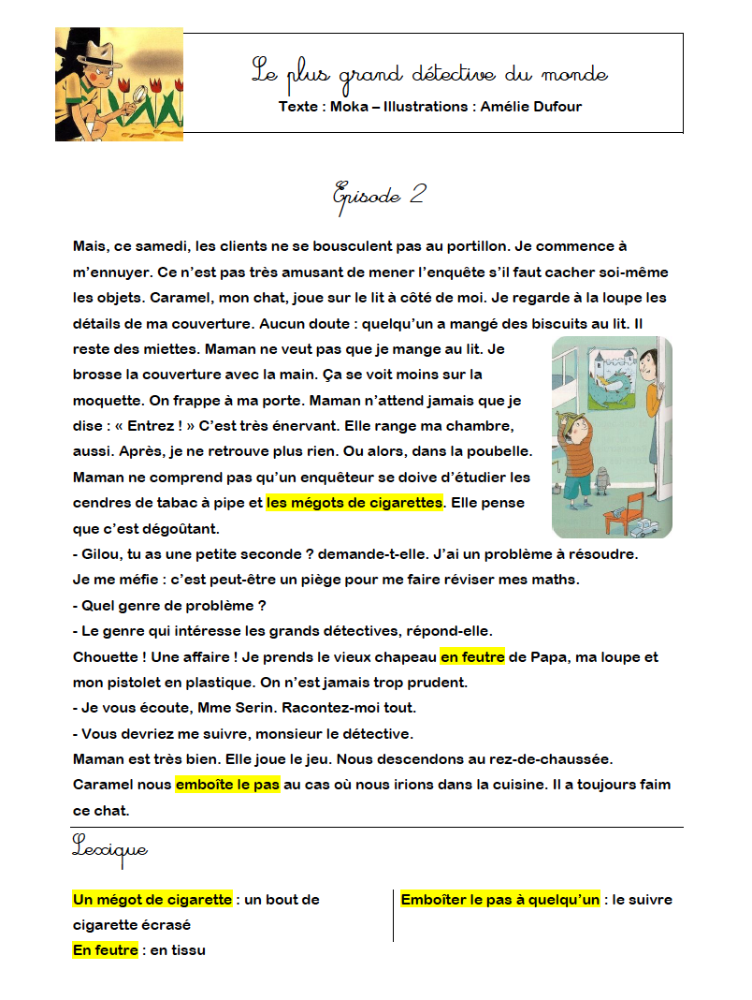 Le plus grand détective du monde
Texte : Moka – Illustrations : Amélie Dufour
Episode 2
Mais, ce samedi, les clients ne se bousculent pas au portillon. Je commence à
m’ennuyer. Ce n’est pas très amusant de mener l’enquête s’il faut cacher soi-même
les objets. Caramel, mon chat, joue sur le lit à côté de moi. Je regarde à la loupe les
détails de ma couverture. Aucun doute : quelqu’un a mangé des biscuits au lit. Il
reste des miettes. Maman ne veut pas que je mange au lit. Je
brosse la couverture avec la main. Ça se voit moins sur la
moquette. On frappe à ma porte. Maman n’attend jamais que je
dise : « Entrez ! » C’est très énervant. Elle range ma chambre,
aussi. Après, je ne retrouve plus rien. Ou alors, dans la poubelle.
Maman ne comprend pas qu’un enquêteur se doive d’étudier les
cendres de tabac à pipe et les mégots de cigarettes. Elle pense
que c’est dégoûtant.
- Gilou, tu as une petite seconde ? demande-t-elle. J’ai un problème à résoudre.
Je me méfie : c’est peut-être un piège pour me faire réviser mes maths.
- Quel genre de problème ?
- Le genre qui intéresse les grands détectives, répond-elle.
Chouette ! Une affaire ! Je prends le vieux chapeau en feutre de Papa, ma loupe et
mon pistolet en plastique. On n’est jamais trop prudent.
- Je vous écoute, Mme Serin. Racontez-moi tout.
- Vous devriez me suivre, monsieur le détective.
Maman est très bien. Elle joue le jeu. Nous descendons au rez-de-chaussée.
Caramel nous emboîte le pas au cas où nous irions dans la cuisine. Il a toujours faim
ce chat.
Lexique
Un mégot de cigarette : un bout de
cigarette écrasé
En feutre : en tissu
Emboîter le pas à quelqu’un : le suivre